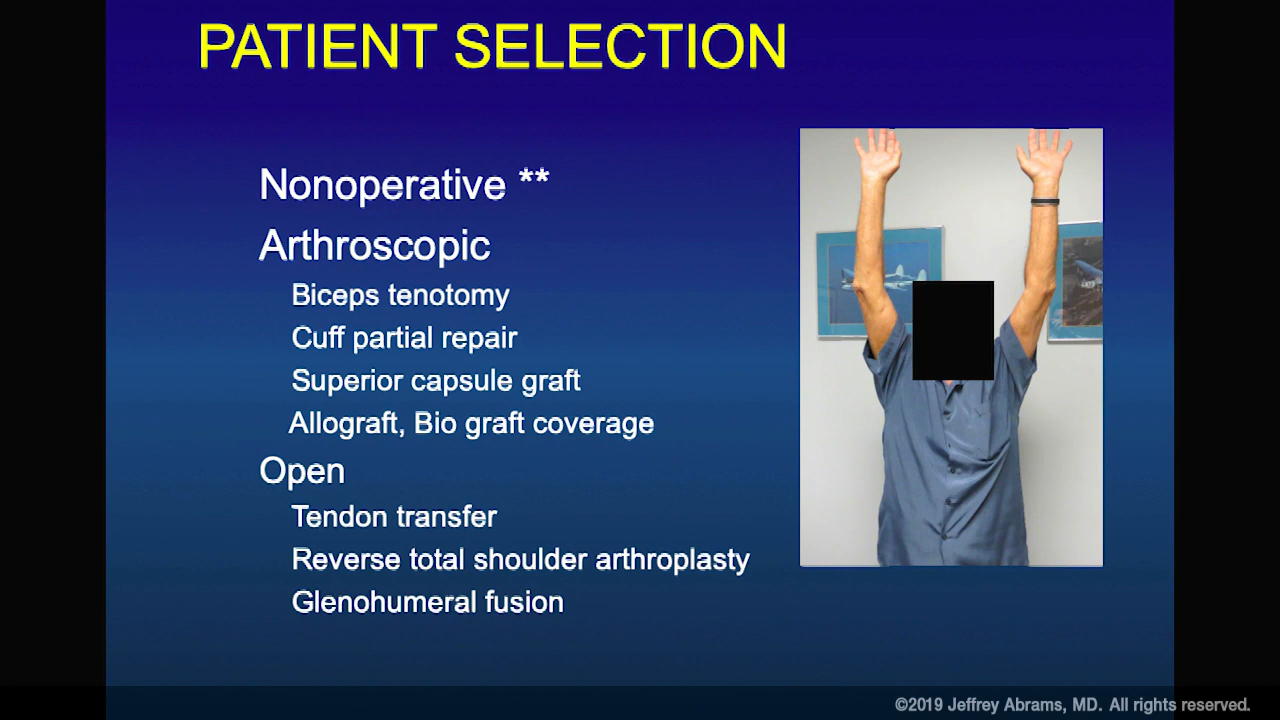 PATIENT SELECTION
Nonoperative **
Arthroscopic
Biceps tenotomy
Cuff partial repair
Superior capsule graft
Allograft, Bio graft coverage
Open
Tendon transfer
Reverse total shoulder arthroplasty
Glenohumeral fusion
©2019 Jeffrey Abrams, MD. All rights reserved.